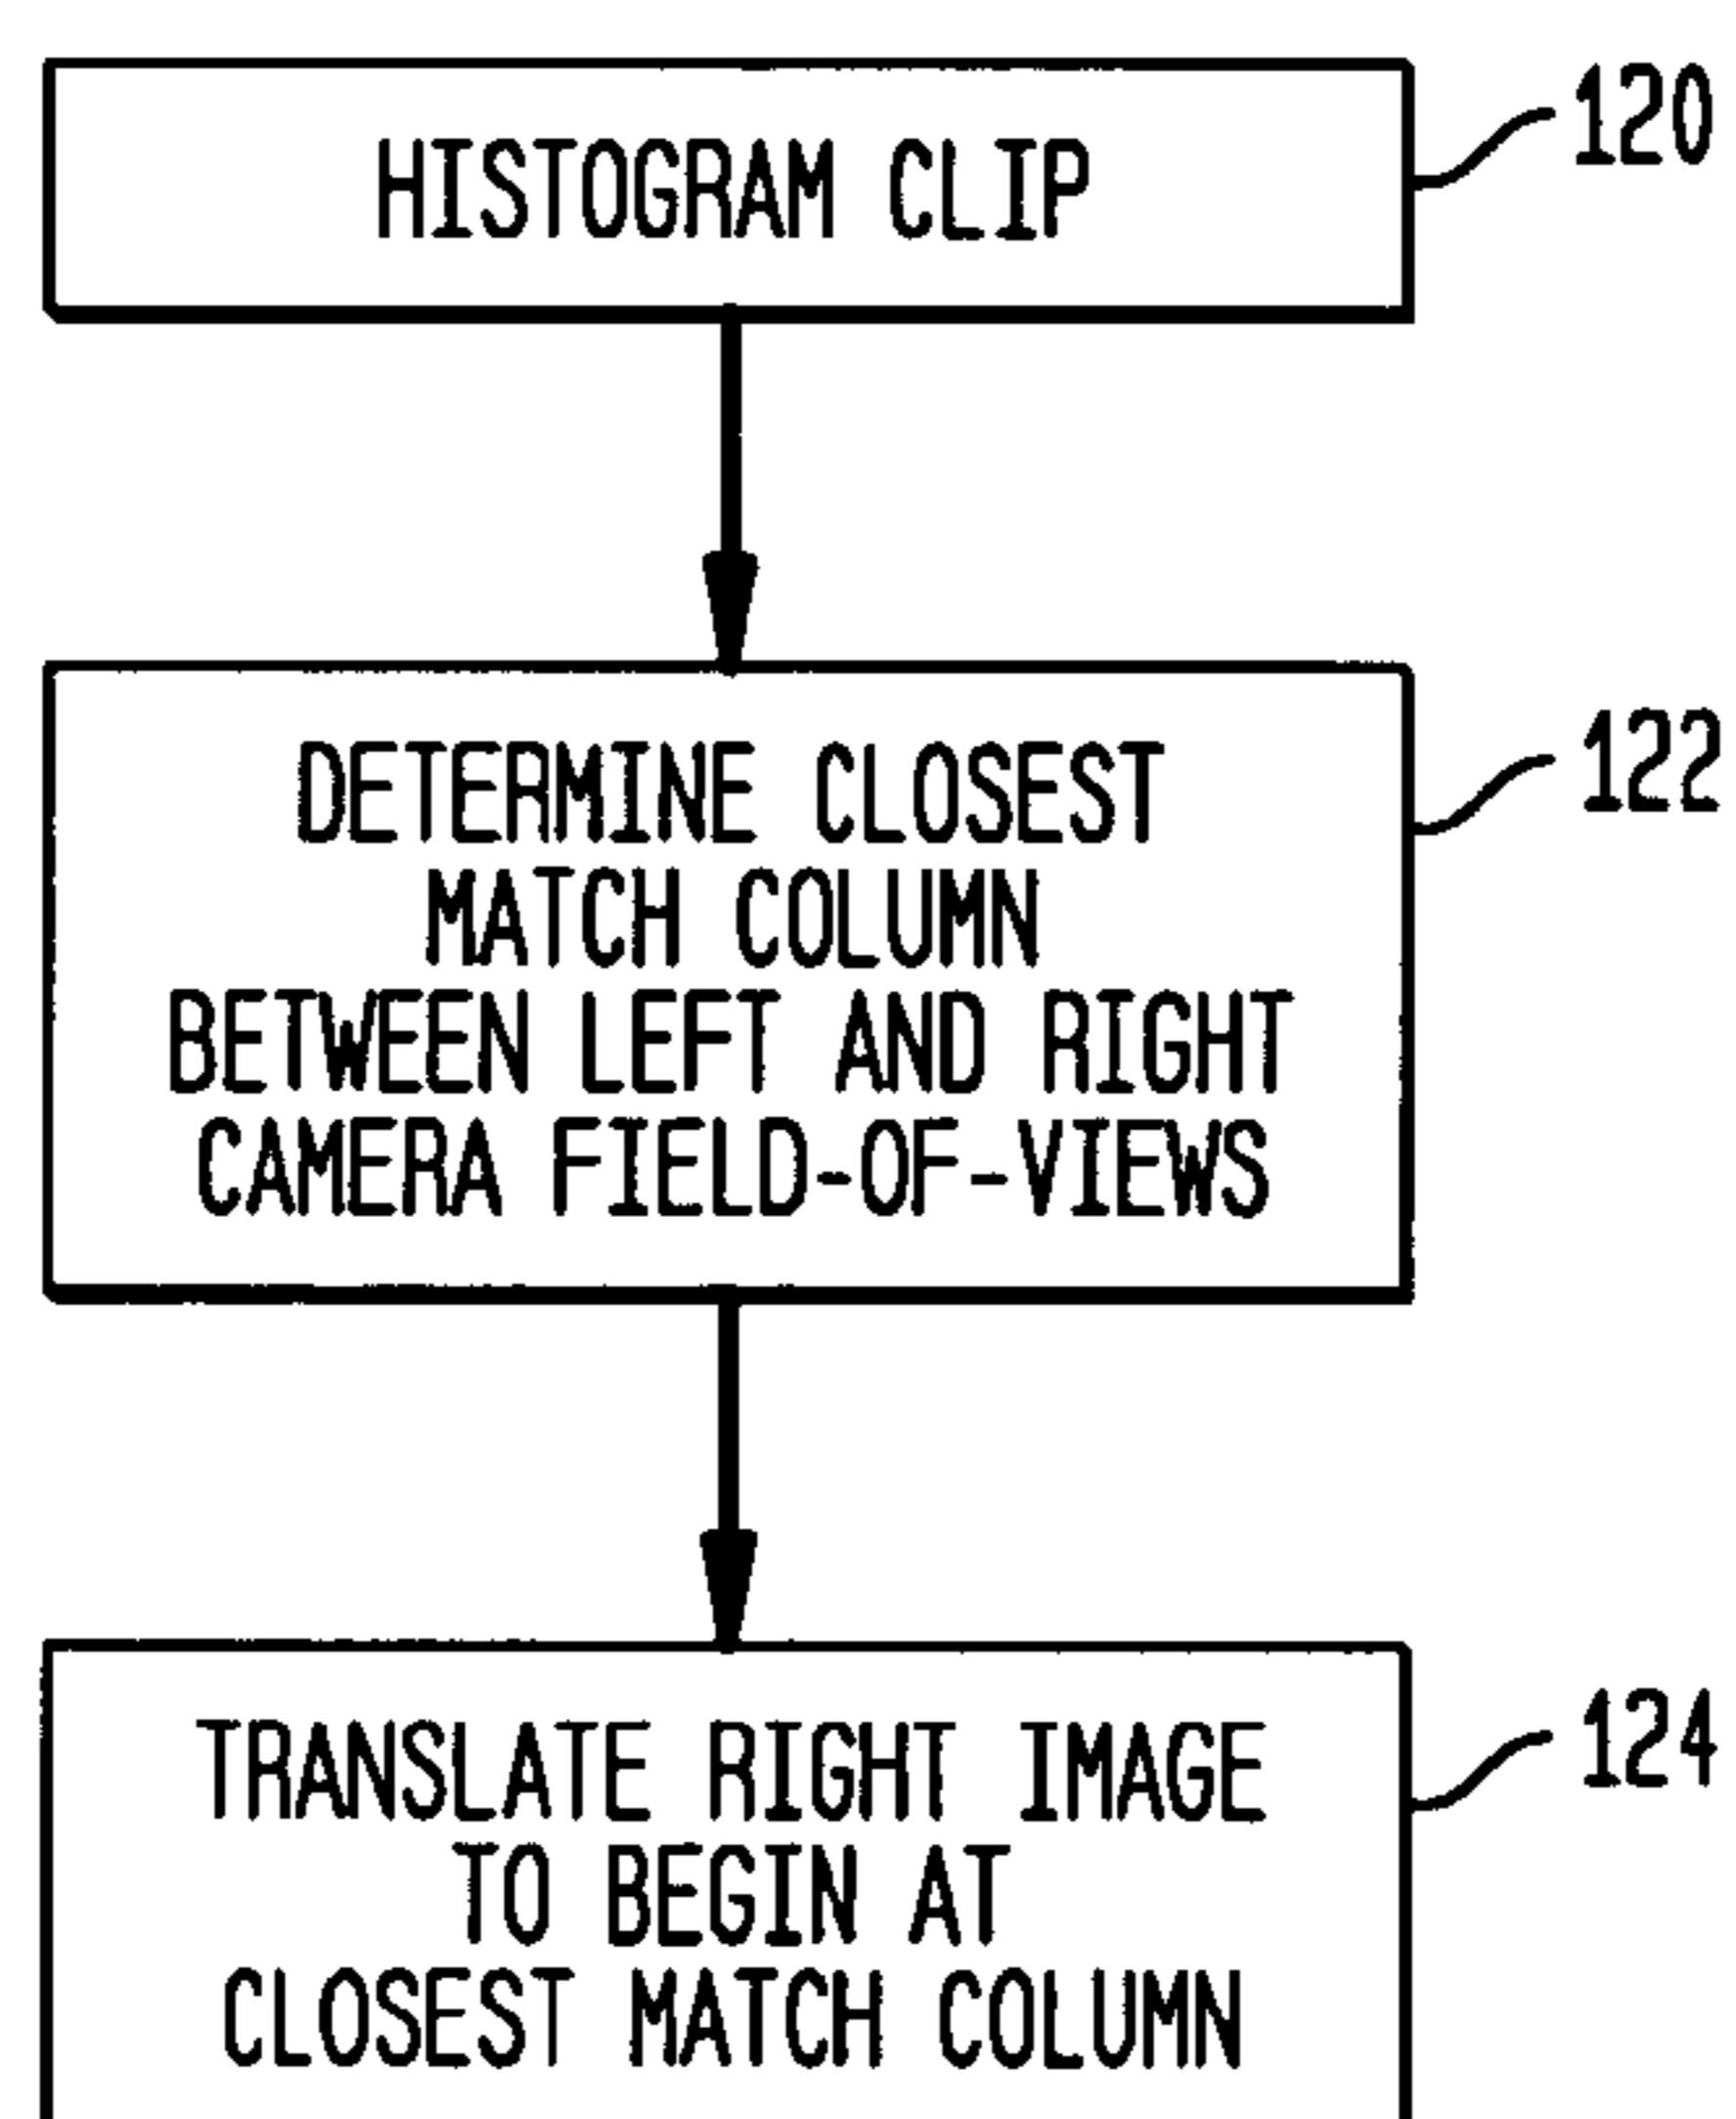 HISTOGRAM CLIP
120
DETERMINE CLOSEST
MATCH COLUMN
BETWEEN LEFT AND RIGHT
CAMERA FIELD-OF-VIEWS
122
TRANSLATE RIGHT IMAGE
TO BEGIN AT
CLOSEST MATCH COLUMN
124